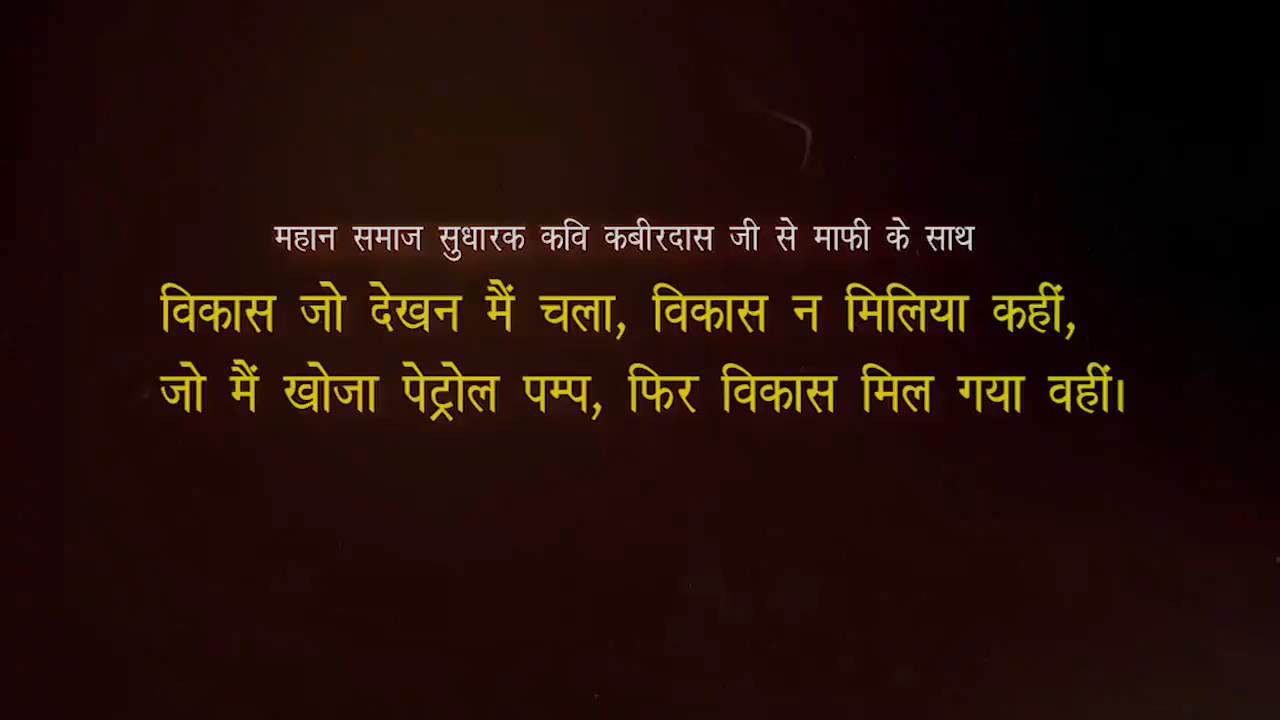 महान समाज सुधारक कवि कबीरदास जी से माफी के साथ
विकास जो देखन मैं चला, विकास न मिलिया कहीं,
जो मैं खोजा पेट्रोल पम्प, फिर विकास मिल गया वहीं।